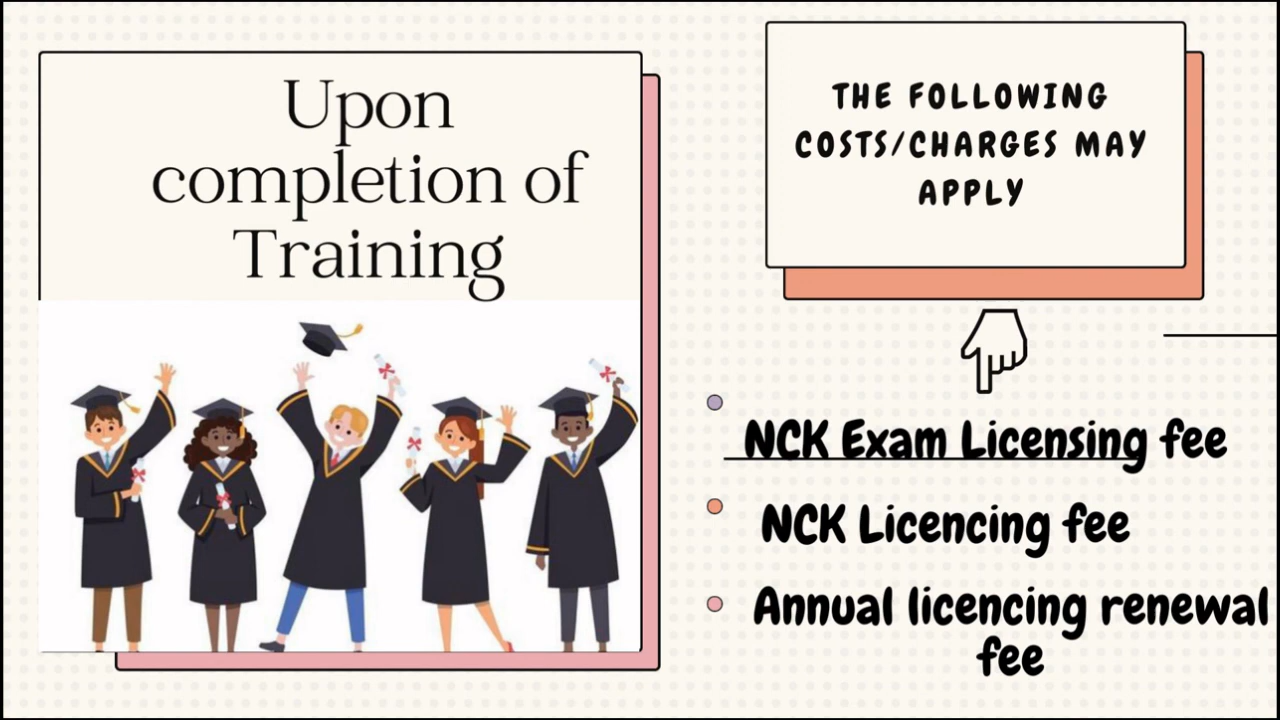 Upon
completion of
Training
THE FOLLOWING
COSTS/CHARGES MAY
APPLY
NCK Exam Licensing fee
NCK Licencing fee
Annual licencing renewal
fee